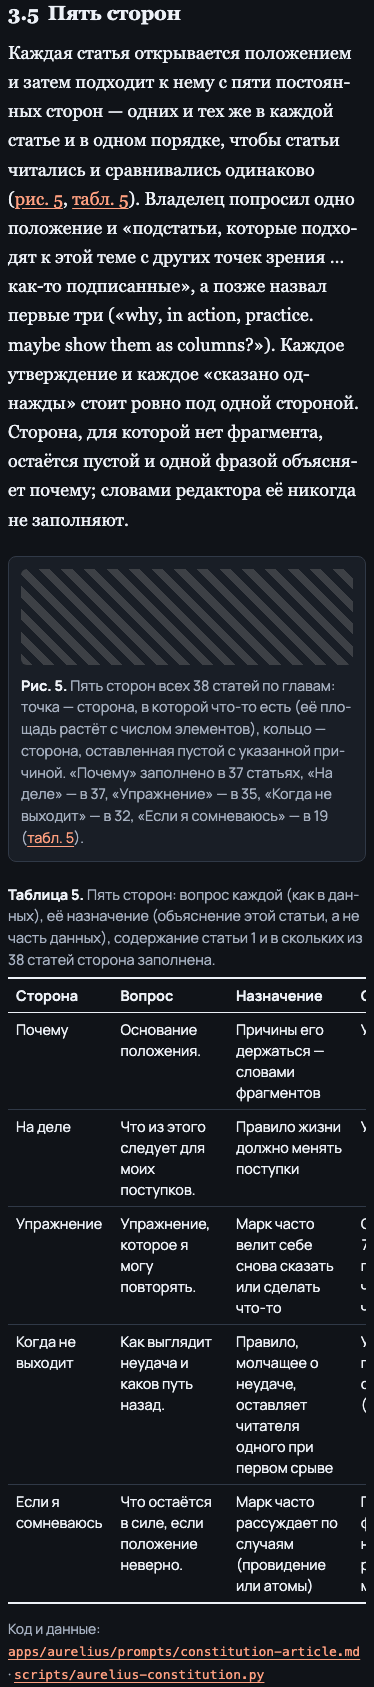 3.5 Пять сторон
Каждая статья открывается положением
и затем подходит к нему с пяти постоян-
ных сторон — одних и тех же в каждой
статье и в одном порядке, чтобы статьи
читались и сравнивались одинаково
(рис. 5, табл. 5). Владелец попросил одно
положение и «подстатьи, которые подхо-
дят к этой теме с других точек зрения ...
как-то подписанные», а позже назвал
первые три («why, in action, practice.
maybe show them as columns?»). Каждое
утверждение и каждое «сказано од-
нажды» стоит ровно под одной стороной.
Сторона, для которой нет фрагмента,
остаётся пустой и одной фразой объясня-
ет почему; словами редактора её никогда
не заполняют.
Рис. 5. Пять сторон всех 38 статей по главам:
точка — сторона, в которой что-то есть (её пло-
щадь растёт с числом элементов), кольцо —
сторона, оставленная пустой с указанной при-
чиной. «Почему» заполнено в 37 статьях, «На
деле» — в 37, «Упражнение» — в 35, «Когда не
выходит» — в 32, «Если я сомневаюсь» — в 19
(табл. 5).
Таблица 5. Пять сторон: вопрос каждой (как в дан-
ных), её назначение (объяснение этой статьи, а не
часть данных), содержание статьи 1 и в скольких из
38 статей сторона заполнена.
Сторона Вопрос Назначение
Почему Основание Причины его
положения. держаться —
словами
фрагментов
На деле Что из этого Правило жизни
следует для должно менять
моих поступки
поступков.
Упражнение Упражнение, Марк часто
которое я велит себе
могу снова сказать
повторять. или сделать
что-то
Когда не Как выглядит Правило,
выходит неудача и молчащее о
каков путь неудаче,
назад. оставляет
читателя
одного при
первом срыве
Если я Что остаётся Марк часто
сомневаюсь в силе, если рассуждает по
положение случаям
неверно. (провидение
или атомы)
Код и данные:
apps/aurelius/prompts/constitution-article.md
· scripts/aurelius-constitution.py